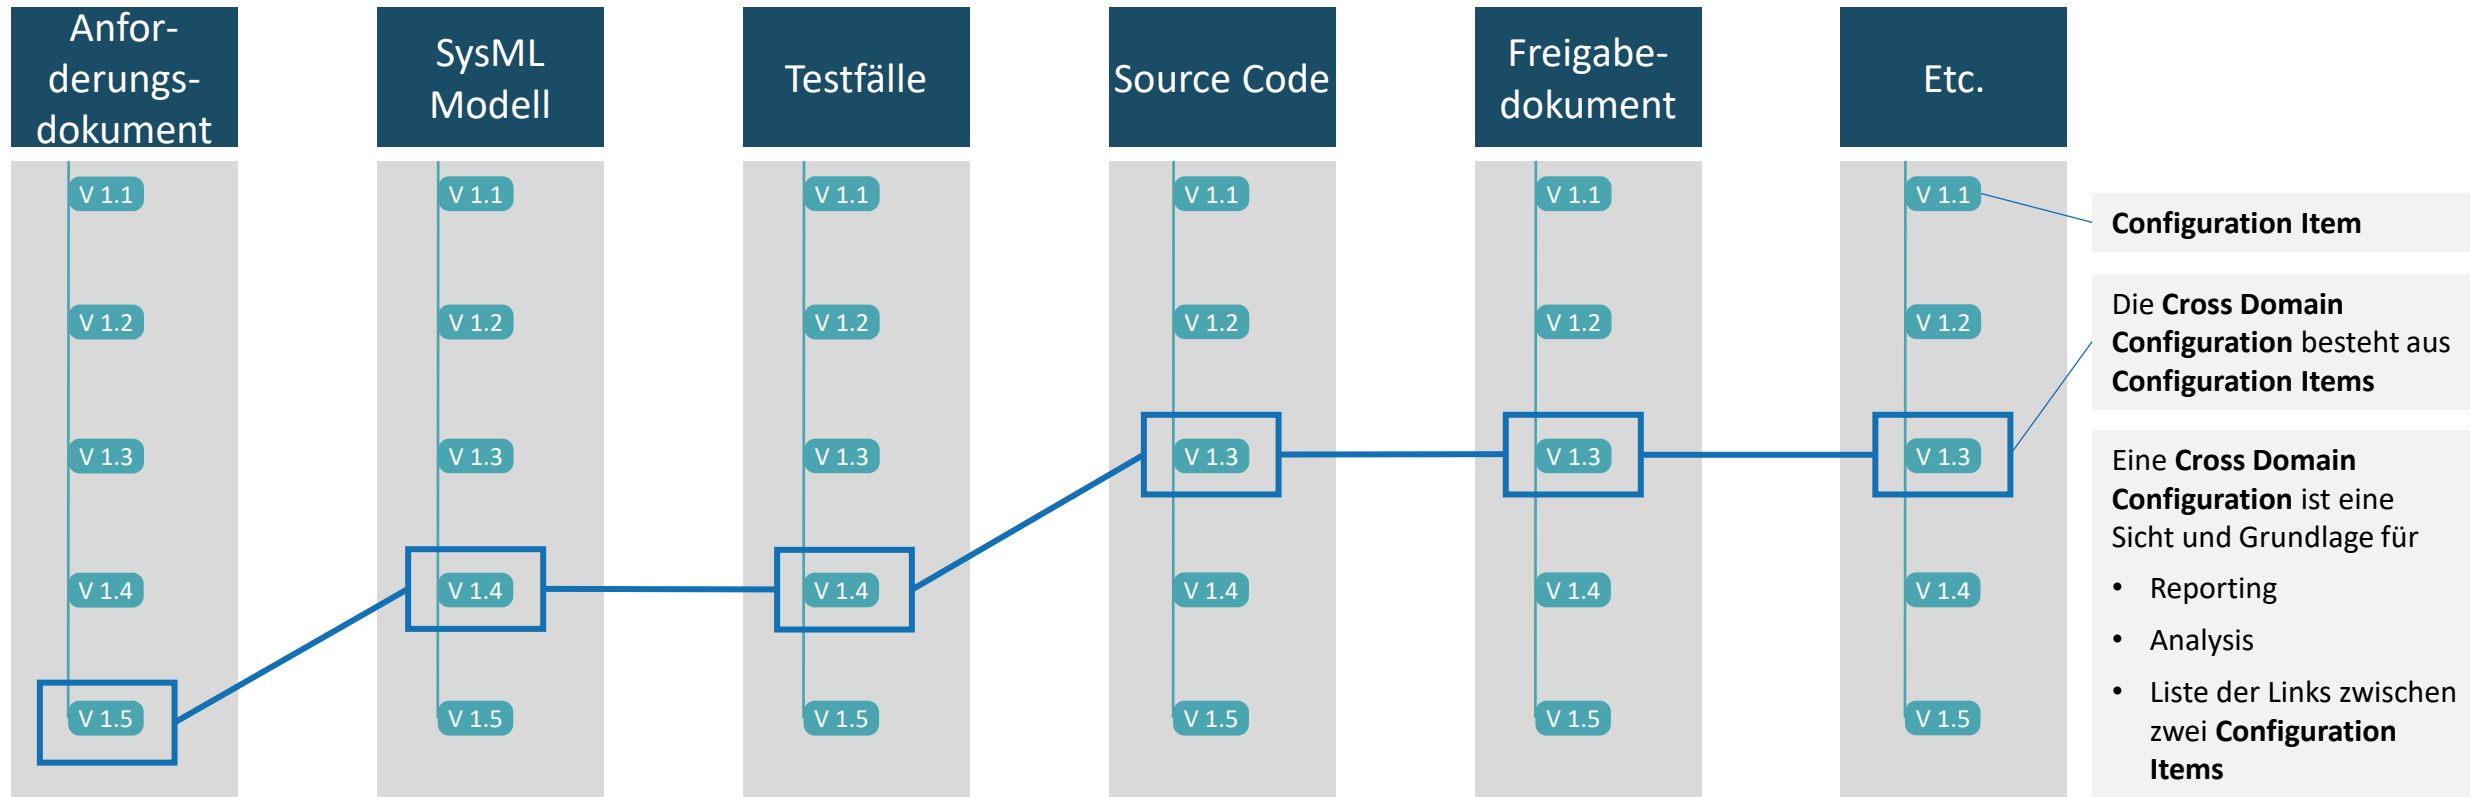 Anfor-
derungs-
dokument
SysML
Modell
Testfälle
Source Code
Freigabe-
dokument
Etc.
V 1.1
V 1.1
V 1.1
V 1.1
V 1.1
V 1.1
V 1.2
V 1.2
V 1.2
V 1.2
V 1.2
V 1.2
V 1.3
V 1.3
V 1.3
V 1.3
V 1.3
V 1.3
V 1.4
V 1.4
V 1.4
V 1.4
V 1.4
V 1.4
V 1.5
V 1.5
V 1.5
V 1.5
V 1.5
V 1.5
Configuration Item
Die Cross Domain
Configuration besteht aus
Configuration Items
Eine Cross Domain
Configuration ist eine
Sicht und Grundlage für
• Reporting
• Analysis
• Liste der Links zwischen
zwei Configuration
Items